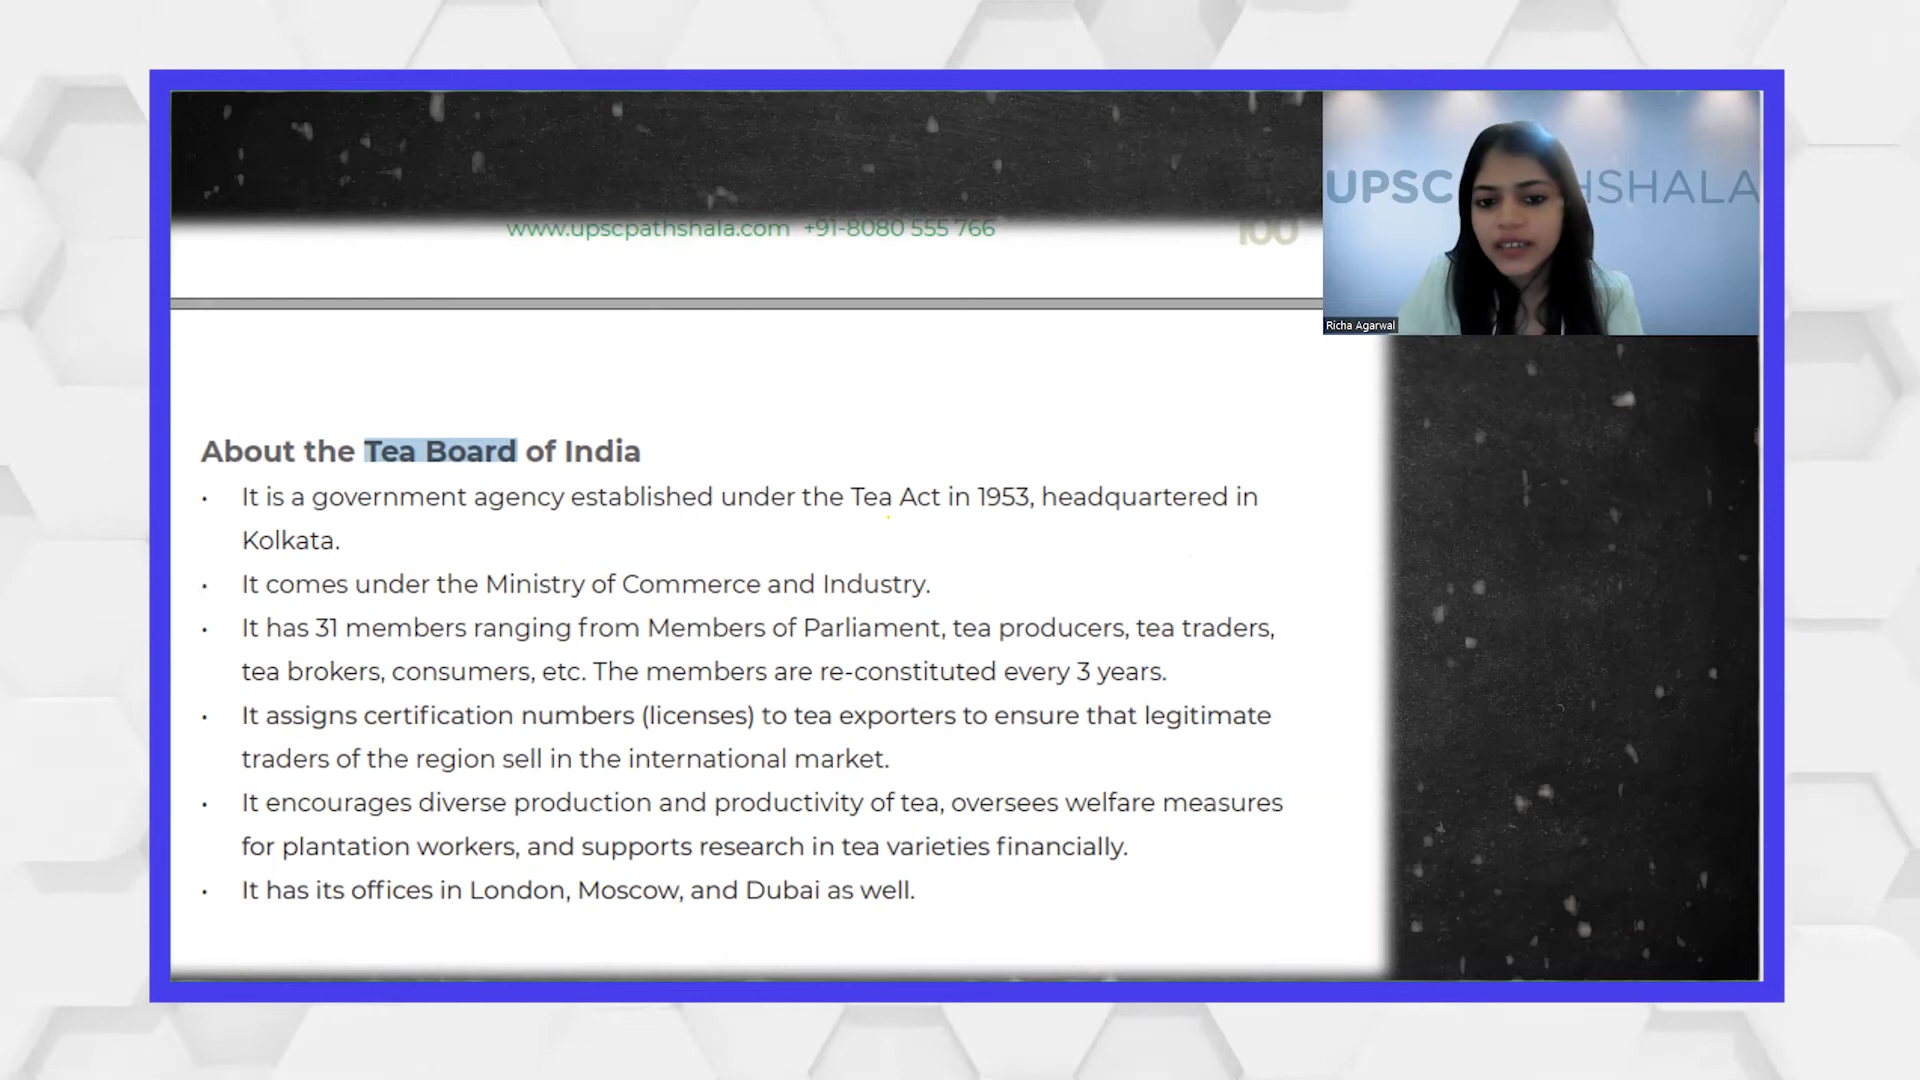 www.upscpathshala.com +91-8080 555 766
100
UPSC HSHALA
Richa Agarwal
About the Tea Board of India
• It is a government agency established under the Tea Act in 1953, headquartered in
Kolkata.
• It comes under the Ministry of Commerce and Industry.
• It has 31 members ranging from Members of Parliament, tea producers, tea traders,
tea brokers, consumers, etc. The members are re-constituted every 3 years.
• It assigns certification numbers (licenses) to tea exporters to ensure that legitimate
traders of the region sell in the international market.
• It encourages diverse production and productivity of tea, oversees welfare measures
for plantation workers, and supports research in tea varieties financially.
• It has its offices in London, Moscow, and Dubai as well.